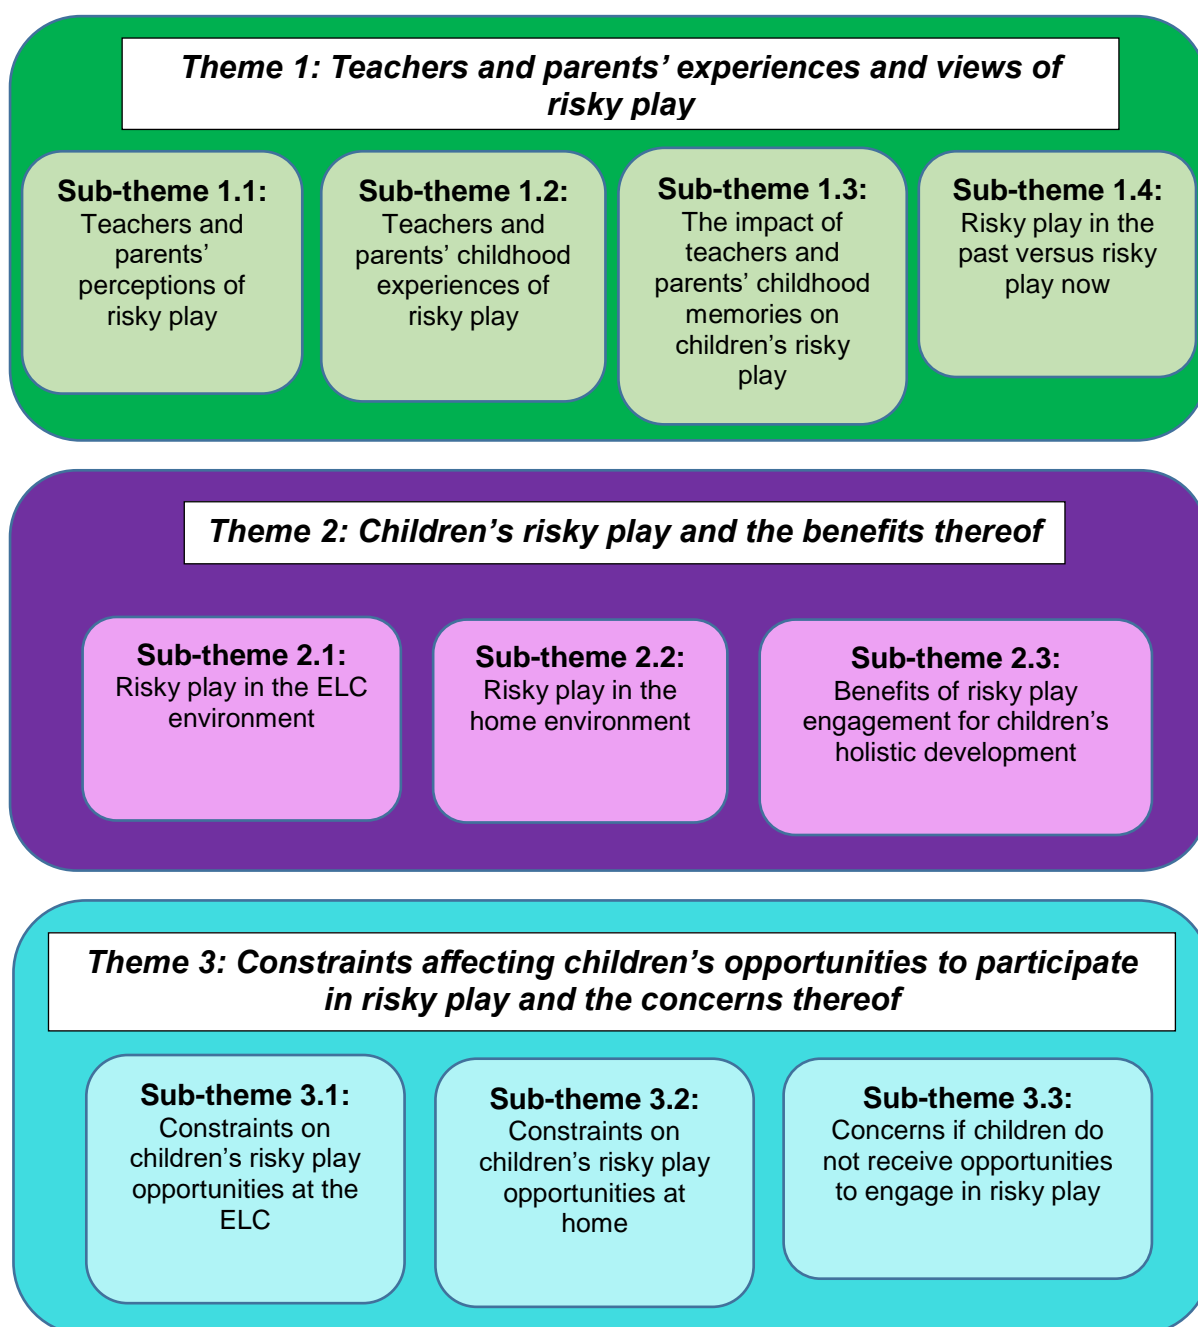 Theme 1: Teachers and parents’ experiences and views of
risky play
Sub-theme 1.1:
Teachers and
parents’
perceptions of
risky play
Sub-theme 1.2:
Teachers and
parents’ childhood
experiences of
risky play
Sub-theme 1.3:
The impact of
teachers and
parents’ childhood
memories on
children’s risky
play
Sub-theme 1.4:
Risky play in the
past versus risky
play now
Theme 2: Children’s risky play and the benefits thereof
Sub-theme 2.1:
Risky play in the ELC
environment
Sub-theme 2.2:
Risky play in the
home environment
Sub-theme 2.3:
Benefits of risky play
engagement for children’s
holistic development
Theme 3: Constraints affecting children’s opportunities to participate
in risky play and the concerns thereof
Sub-theme 3.1:
Constraints on
children’s risky play
opportunities at the
ELC
Sub-theme 3.2:
Constraints on
children’s risky play
opportunities at
home
Sub-theme 3.3:
Concerns if children do
not receive opportunities
to engage in risky play